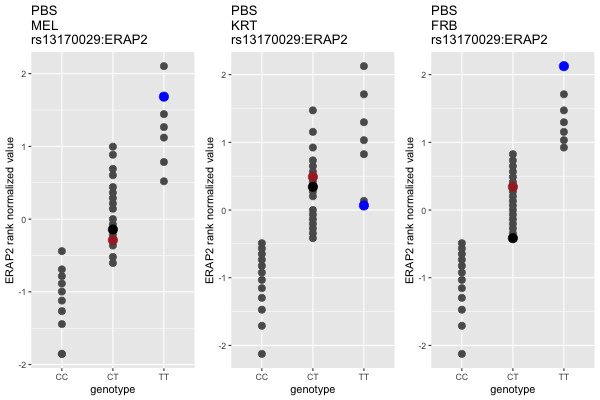 PBS
MEL
rs13170029:ERAP2
ERAP2 rank normalized value
2
1
0
-1
-2
CC CT TT
genotype
PBS
KRT
rs13170029:ERAP2
ERAP2 rank normalized value
2
1
0
-1
-2
CC CT TT
genotype
PBS
FRB
rs13170029:ERAP2
ERAP2 rank normalized value
2
1
0
-1
-2
CC CT TT
genotype